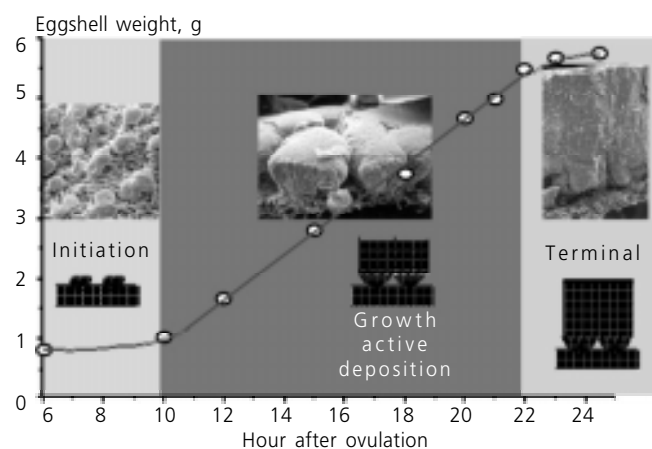 Eggshell weight, g
6
5
4
3
2
1
0
Initiation
Growth
active
deposition
Terminal
6 8 10 12 14 16 18 20 22 24
Hour after ovulation